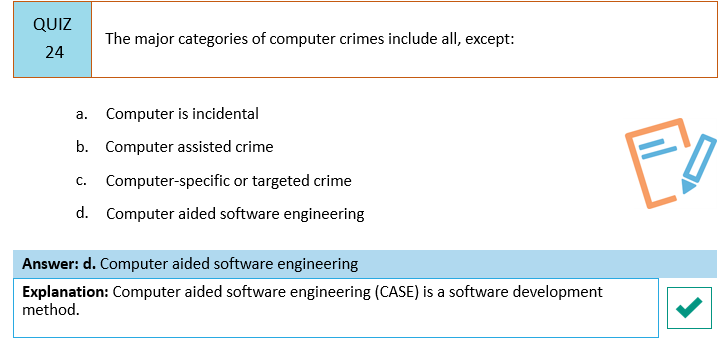 QUIZ
24
The major categories of computer crimes include all, except:
a. Computer is incidental
b. Computer assisted crime
c. Computer-specific or targeted crime
d. Computer aided software engineering
Answer: d. Computer aided software engineering
Explanation: Computer aided software engineering (CASE) is a software development
method.